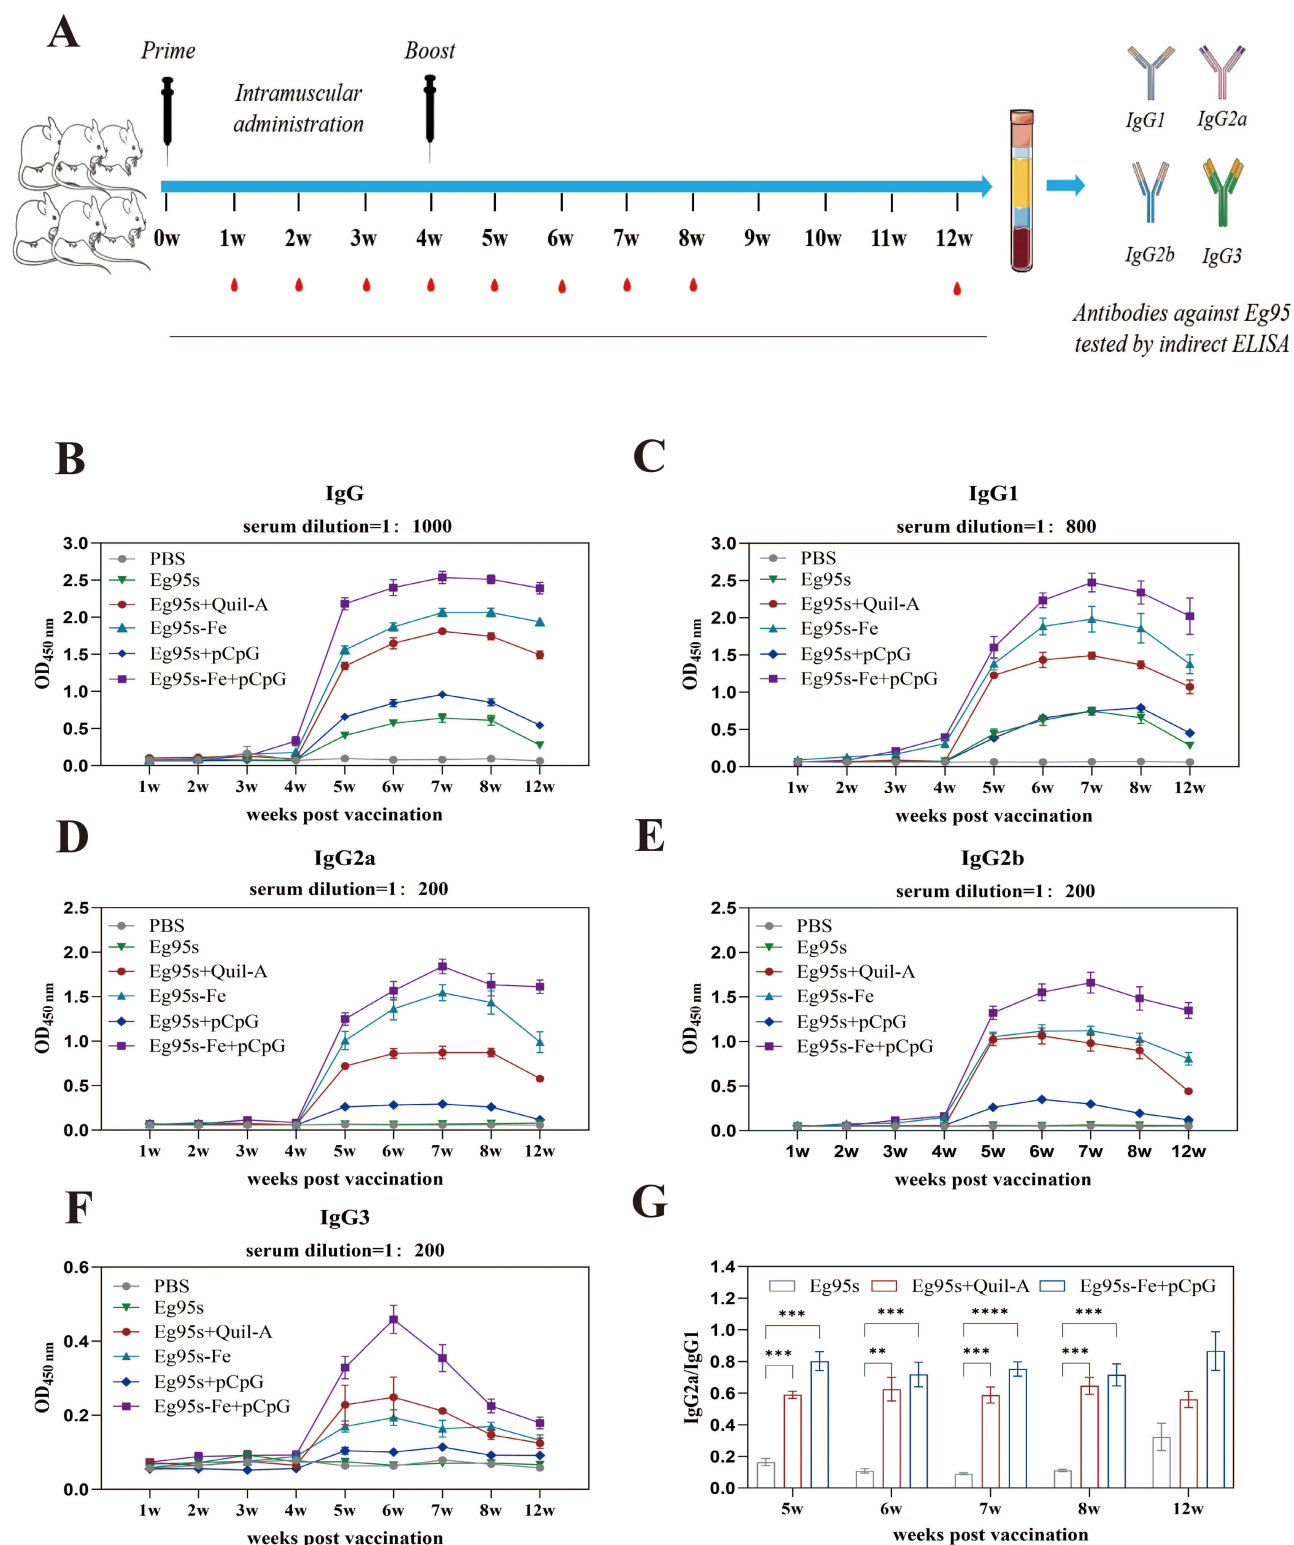 A
Prime
Boost
Intramuscular
administration
0w 1w 2w 3w 4w 5w 6w 7w 8w 9w 10w 11w 12w
IgG1 IgG2a
IgG2b IgG3
Antibodies against Eg95
tested by indirect ELISA
B
IgG
serum dilution=1: 1000
OD450 nm
3.0
2.5
2.0
1.5
1.0
0.5
0.0
PBS
Eg95s
Eg95s+Quil-A
Eg95s-Fe
Eg95s+pCpG
Eg95s-Fe+pCpG
1w 2w 3w 4w 5w 6w 7w 8w 12w
weeks post vaccination
C
IgG1
serum dilution=1: 800
OD450 nm
3.0
2.5
2.0
1.5
1.0
0.5
0.0
PBS
Eg95s
Eg95s+Quil-A
Eg95s-Fe
Eg95s+pCpG
Eg95s-Fe+pCpG
1w 2w 3w 4w 5w 6w 7w 8w 12w
weeks post vaccination
D
IgG2a
serum dilution=1: 200
OD450 nm
2.5
2.0
1.5
1.0
0.5
0.0
PBS
Eg95s
Eg95s+Quil-A
Eg95s-Fe
Eg95s+pCpG
Eg95s-Fe+pCpG
1w 2w 3w 4w 5w 6w 7w 8w 12w
weeks post vaccination
E
IgG2b
serum dilution=1: 200
OD450 nm
2.5
2.0
1.5
1.0
0.5
0.0
PBS
Eg95s
Eg95s+Quil-A
Eg95s-Fe
Eg95s+pCpG
Eg95s-Fe+pCpG
1w 2w 3w 4w 5w 6w 7w 8w 12w
weeks post vaccination
F
IgG3
serum dilution=1: 200
OD450 nm
0.6
0.4
0.2
0.0
PBS
Eg95s
Eg95s+Quil-A
Eg95s-Fe
Eg95s+pCpG
Eg95s-Fe+pCpG
1w 2w 3w 4w 5w 6w 7w 8w 12w
weeks post vaccination
G
IgG2a/IgG1
1.4
1.2
1.0
0.8
0.6
0.4
0.2
0.0
Eg95s Eg95s+Quil-A Eg95s-Fe+pCpG
*** *** **** ***
*** ** *** ***
5w 6w 7w 8w 12w
weeks post vaccination